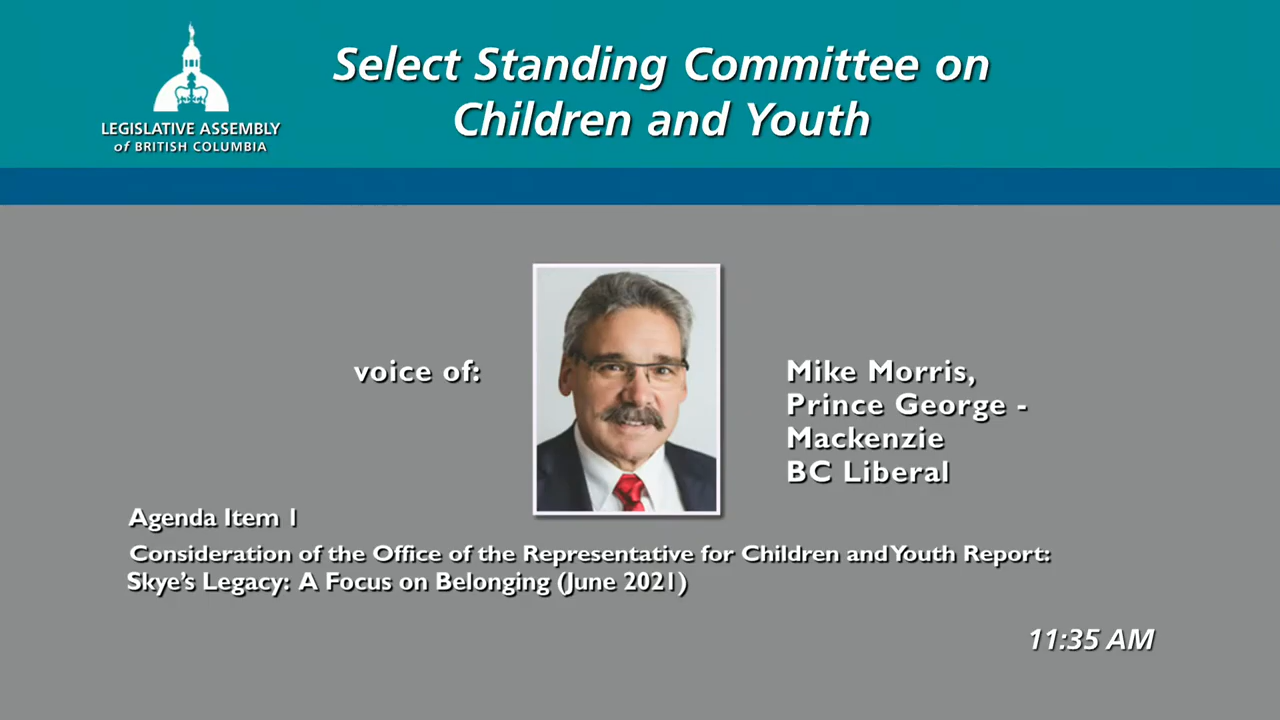 Select Standing Committee on
Children and Youth
LEGISLATIVE ASSEMBLY
of BRITISH COLUMBIA
voice of:
Mike Morris,
Prince George -
Mackenzie
BC Liberal
Agenda Item 1
Consideration of the Office of the Representative for Children and Youth Report:
Skye's Legacy: A Focus on Belonging (June 2021)
11:35 AM